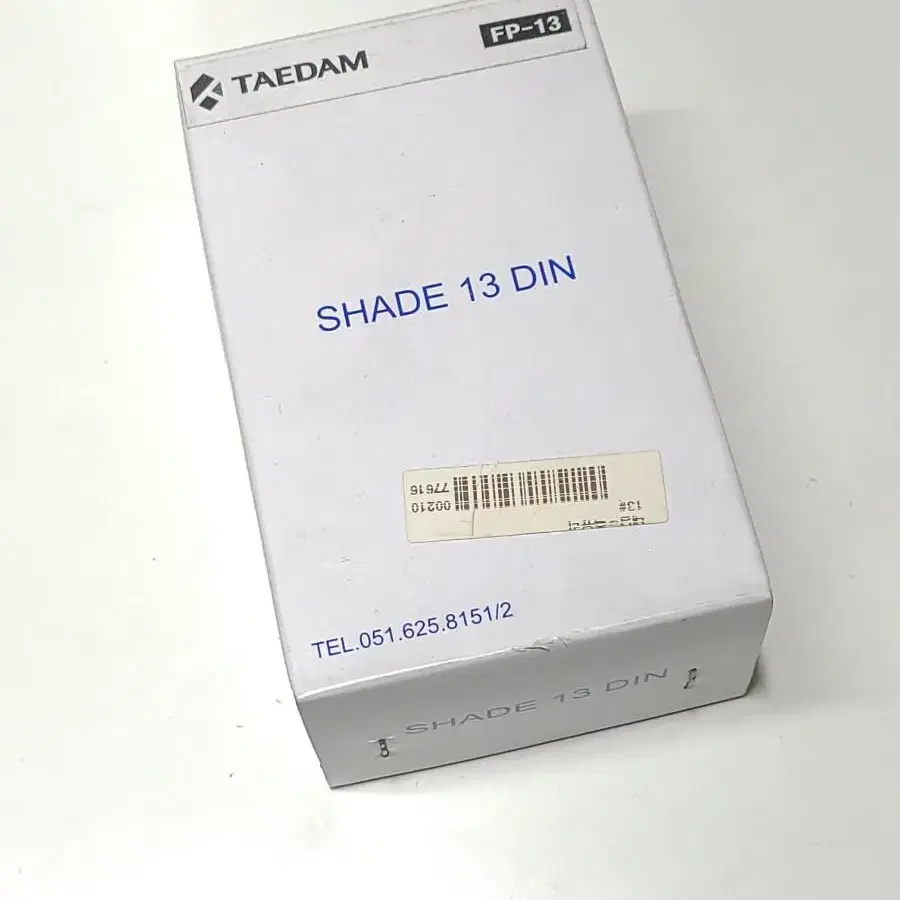 TAEDAM
FP-13
SHADE 13 DIN
13#
00210
77616
TEL.051.625.8151/2
SHADE 13 DIN